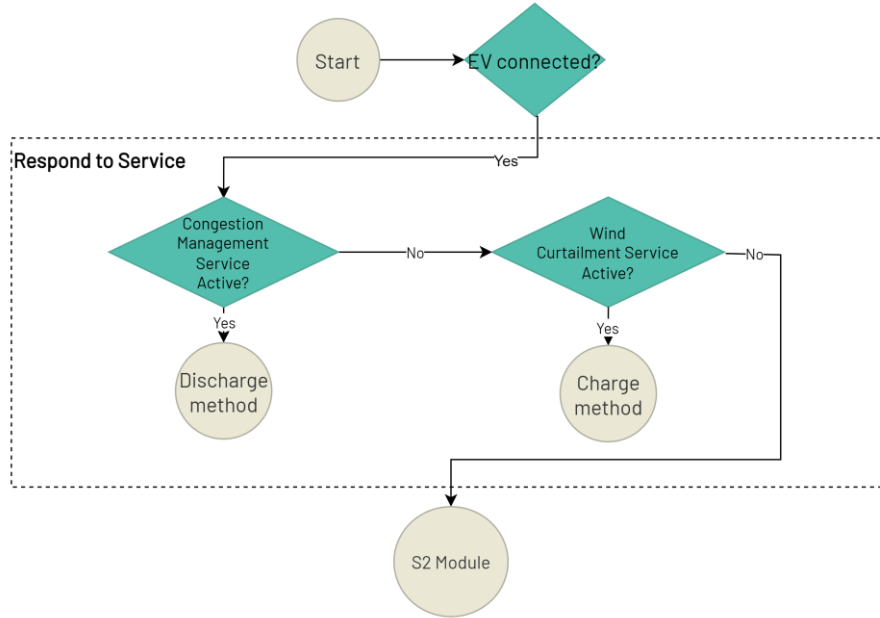 Start
EV connected?
Yes
Respond to Service
Congestion
Management
Service
Active?
No
Wind
Curtailment Service
Active?
No
Yes
Yes
Discharge
method
Charge
method
S2 Module